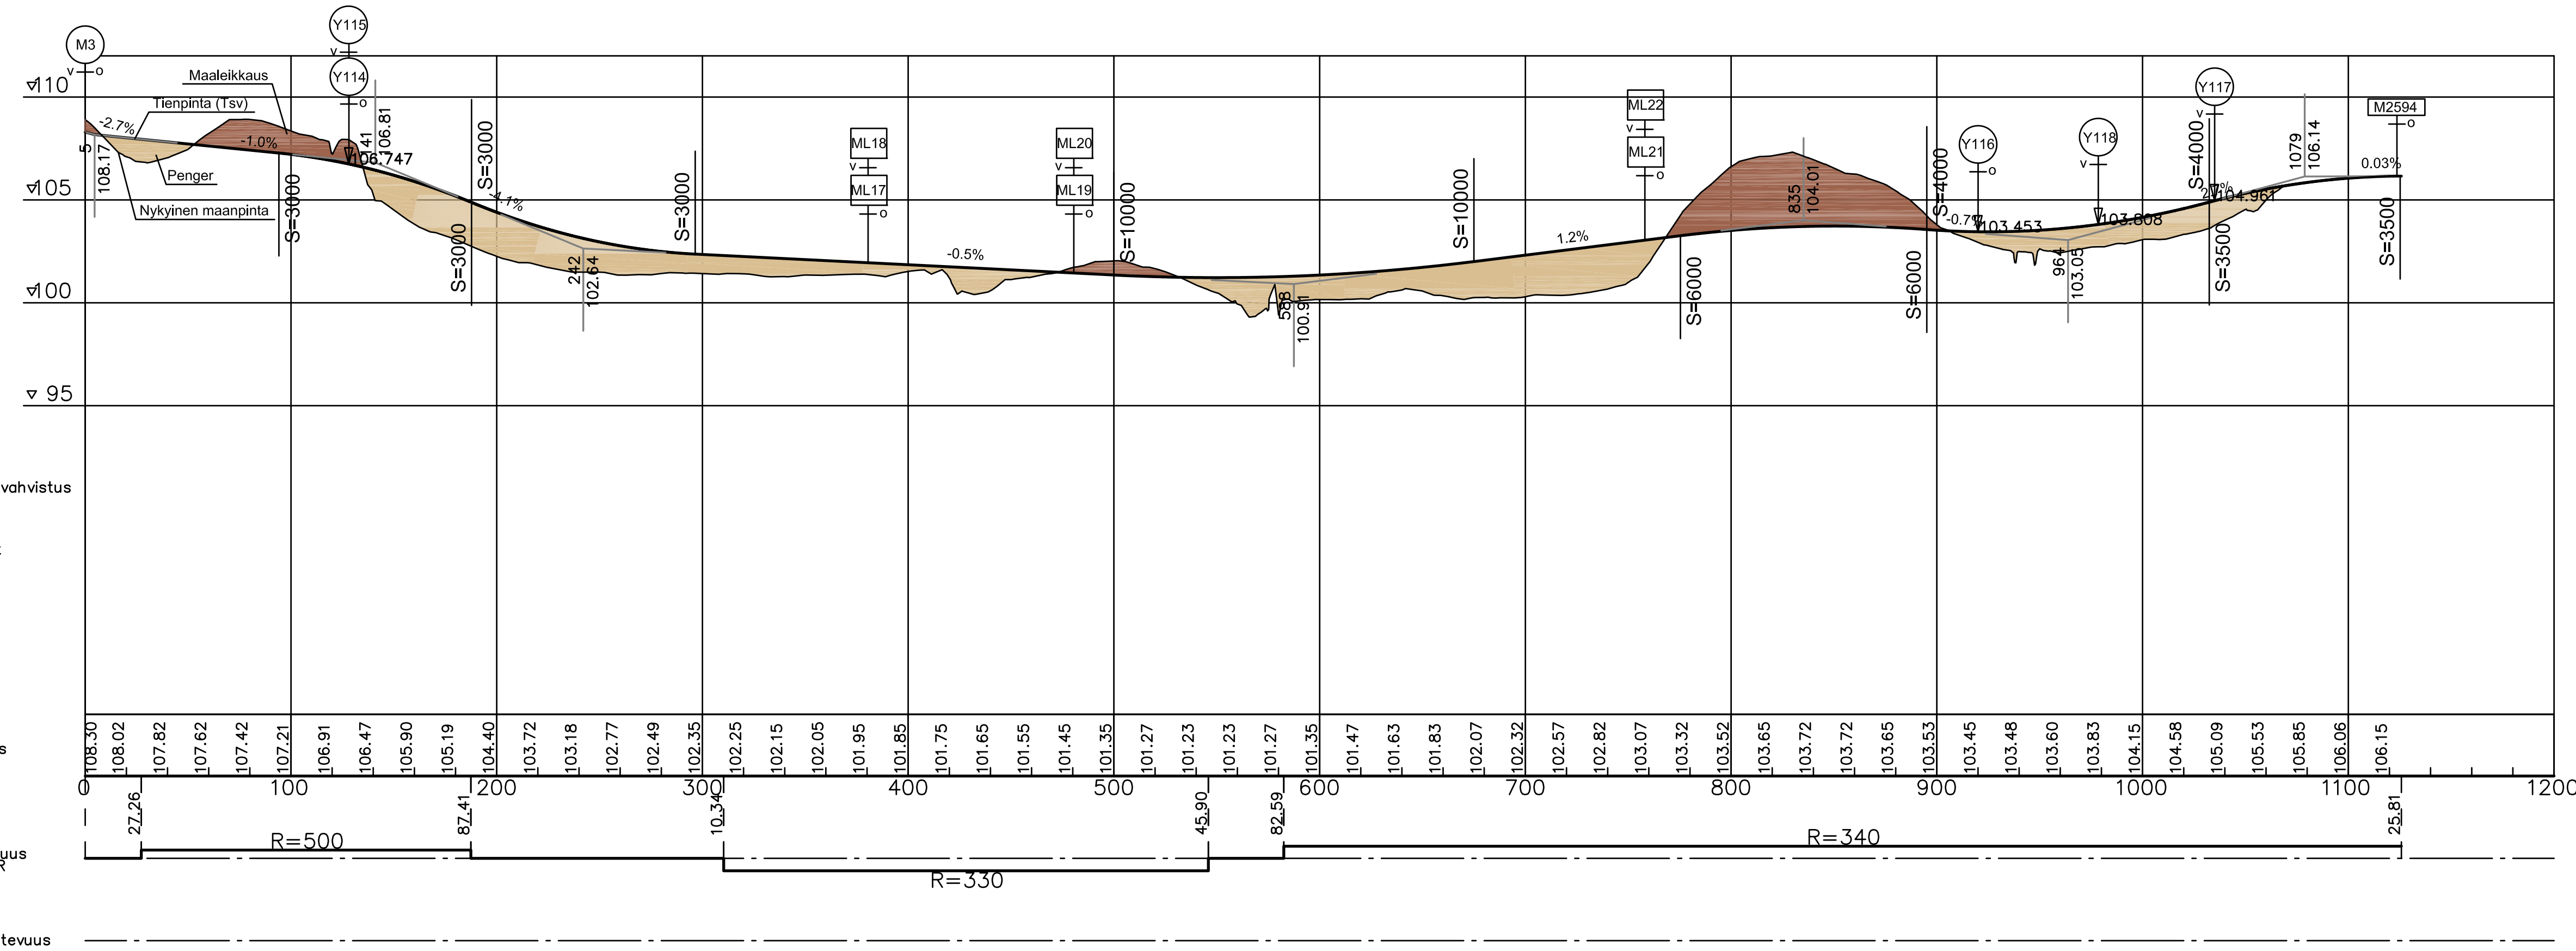 Y115
M3
v
v o
Y114
o
110
Maaleikkaus
Tienpinta (Tsv)
-2.7%
-1.0%
5
108.17
141
106.81
106.747
Penger
Nykyinen maanpinta
S=3000
S=3000
S=3000
-4.1%
S=3000
105
242
102.64
ML18
v
ML17
o
-0.5%
ML20
v
ML19
o
S=10000
588
100.91
S=10000
1.2%
ML22
v
ML21
o
S=6000
835
104.01
S=6000
S=4000
-0.7%
Y116
o
103.453
964
103.05
Y118
v
103.808
Y117
v
S=4000
104.961
S=3500
1079
106.14
M2594
o
0.03%
S=3500
100
95
vahvistus
s
108.30 108.02 107.82 107.62 107.42 107.21 106.91 106.47 105.90 105.19 104.40 103.72 103.18 102.77 102.49 102.35 102.25 102.15 102.05 101.95 101.85 101.75 101.65 101.55 101.45 101.35 101.27 101.23 101.23 101.27 101.35 101.47 101.63 101.83 102.07 102.32 102.57 102.82 103.07 103.32 103.52 103.65 103.72 103.72 103.65 103.53 103.45 103.48 103.60 103.83 104.15 104.58 105.09 105.53 105.85 106.06 106.15
0 100 200 300 400 500 600 700 800 900 1000 1100 1200
27.26 87.41 10.34 45.90 82.59 25.81
R=500
R=340
uus
R
R=330
tevuus